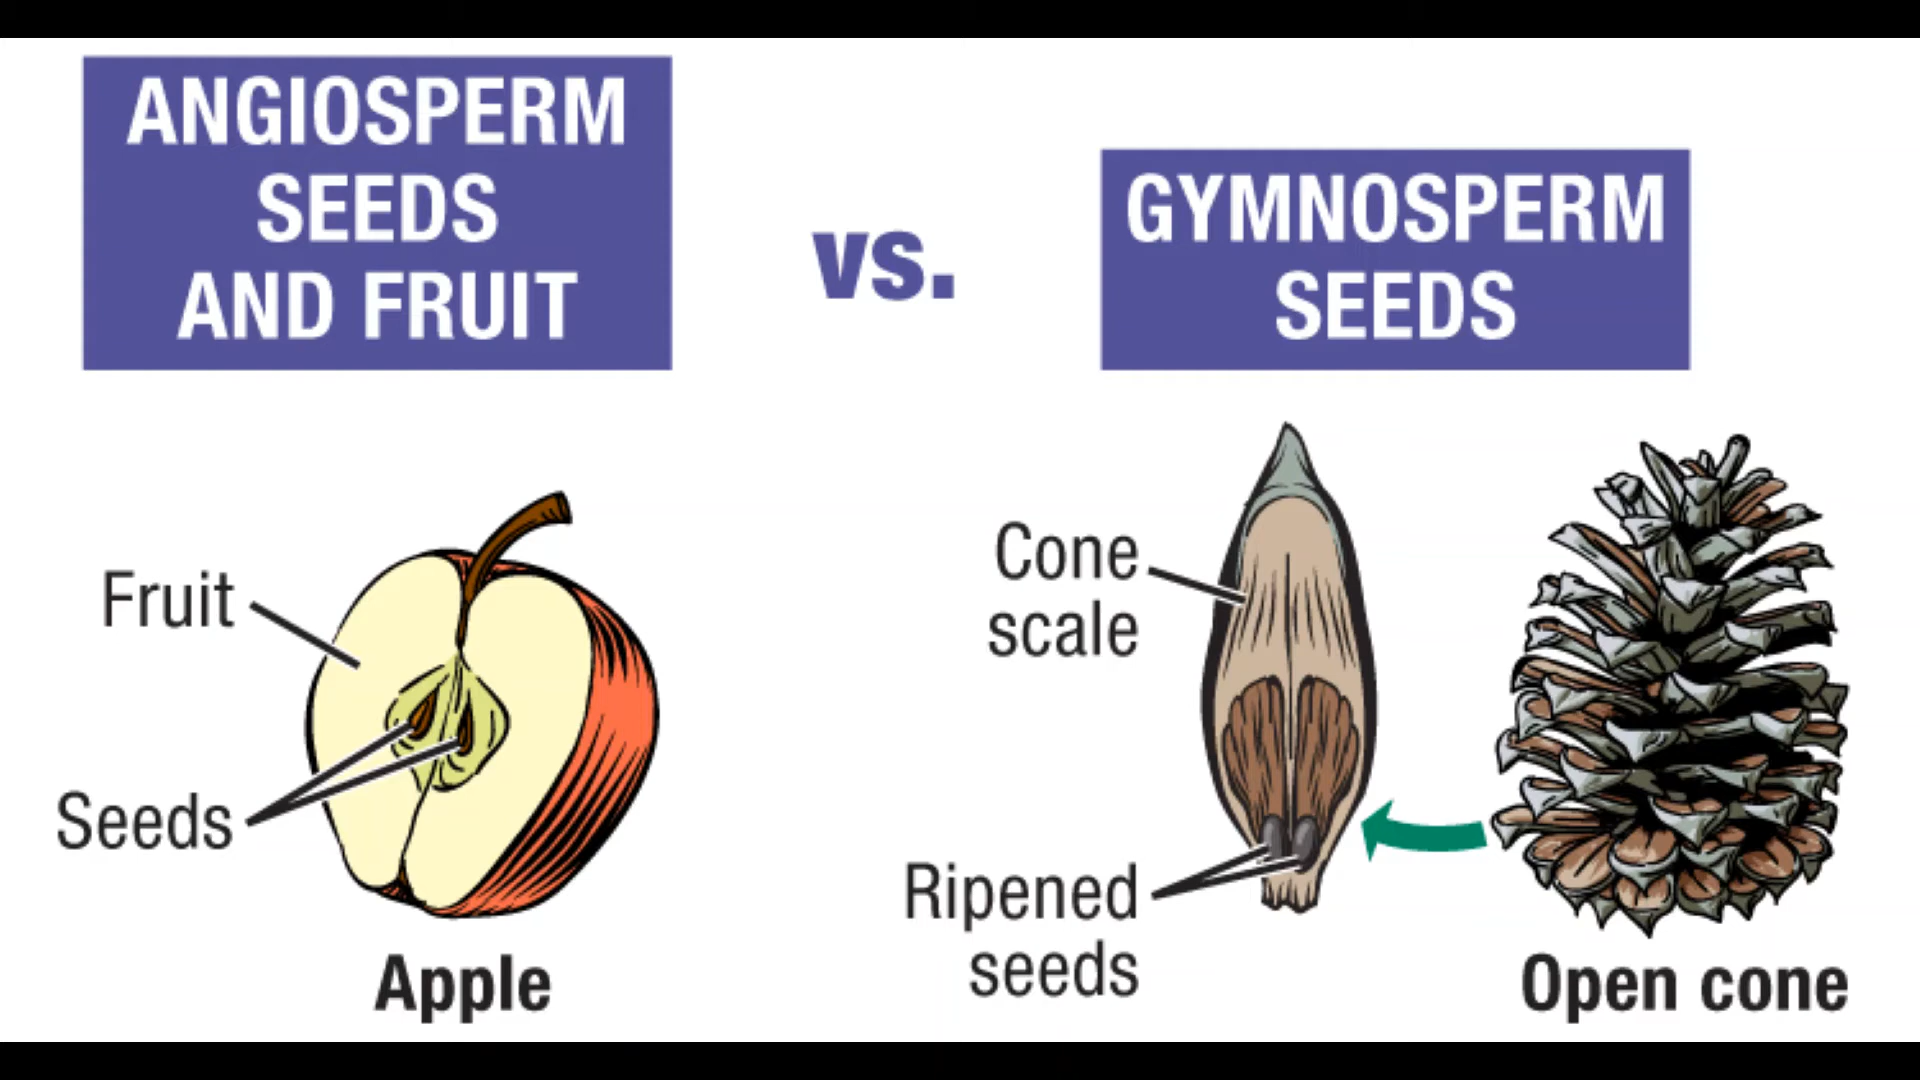 ANGIOSPERM
SEEDS
AND FRUIT
vs.
GYMNOSPERM
SEEDS
Fruit
Seeds
Apple
Cone
scale
Ripened
seeds
Open cone